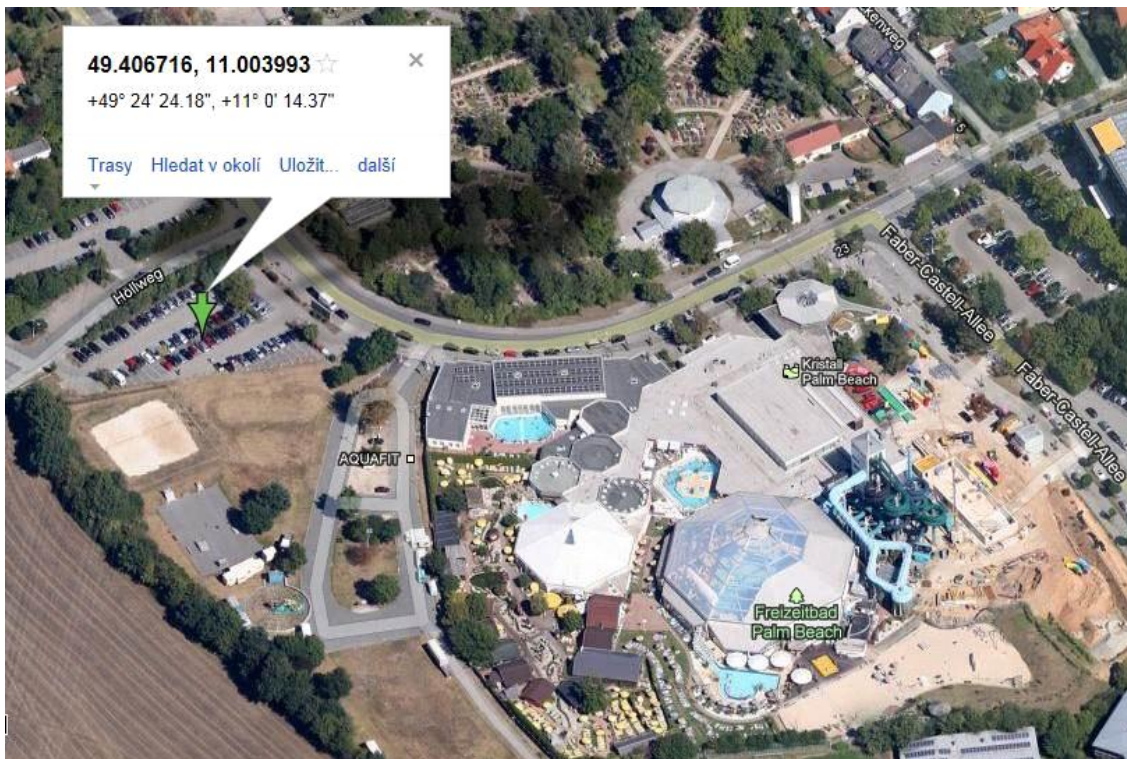 49.406716, 11.003993
+49° 24' 24.18", +11° 0' 14.37"
Trasy Hledat v okolí Uložit... další
5
Höllweg
23
Faber-Castell-Allee
Kristall
Palm Beach
Faber-Castell-Allee
AQUAFIT
Freizeitbad
Palm Beach